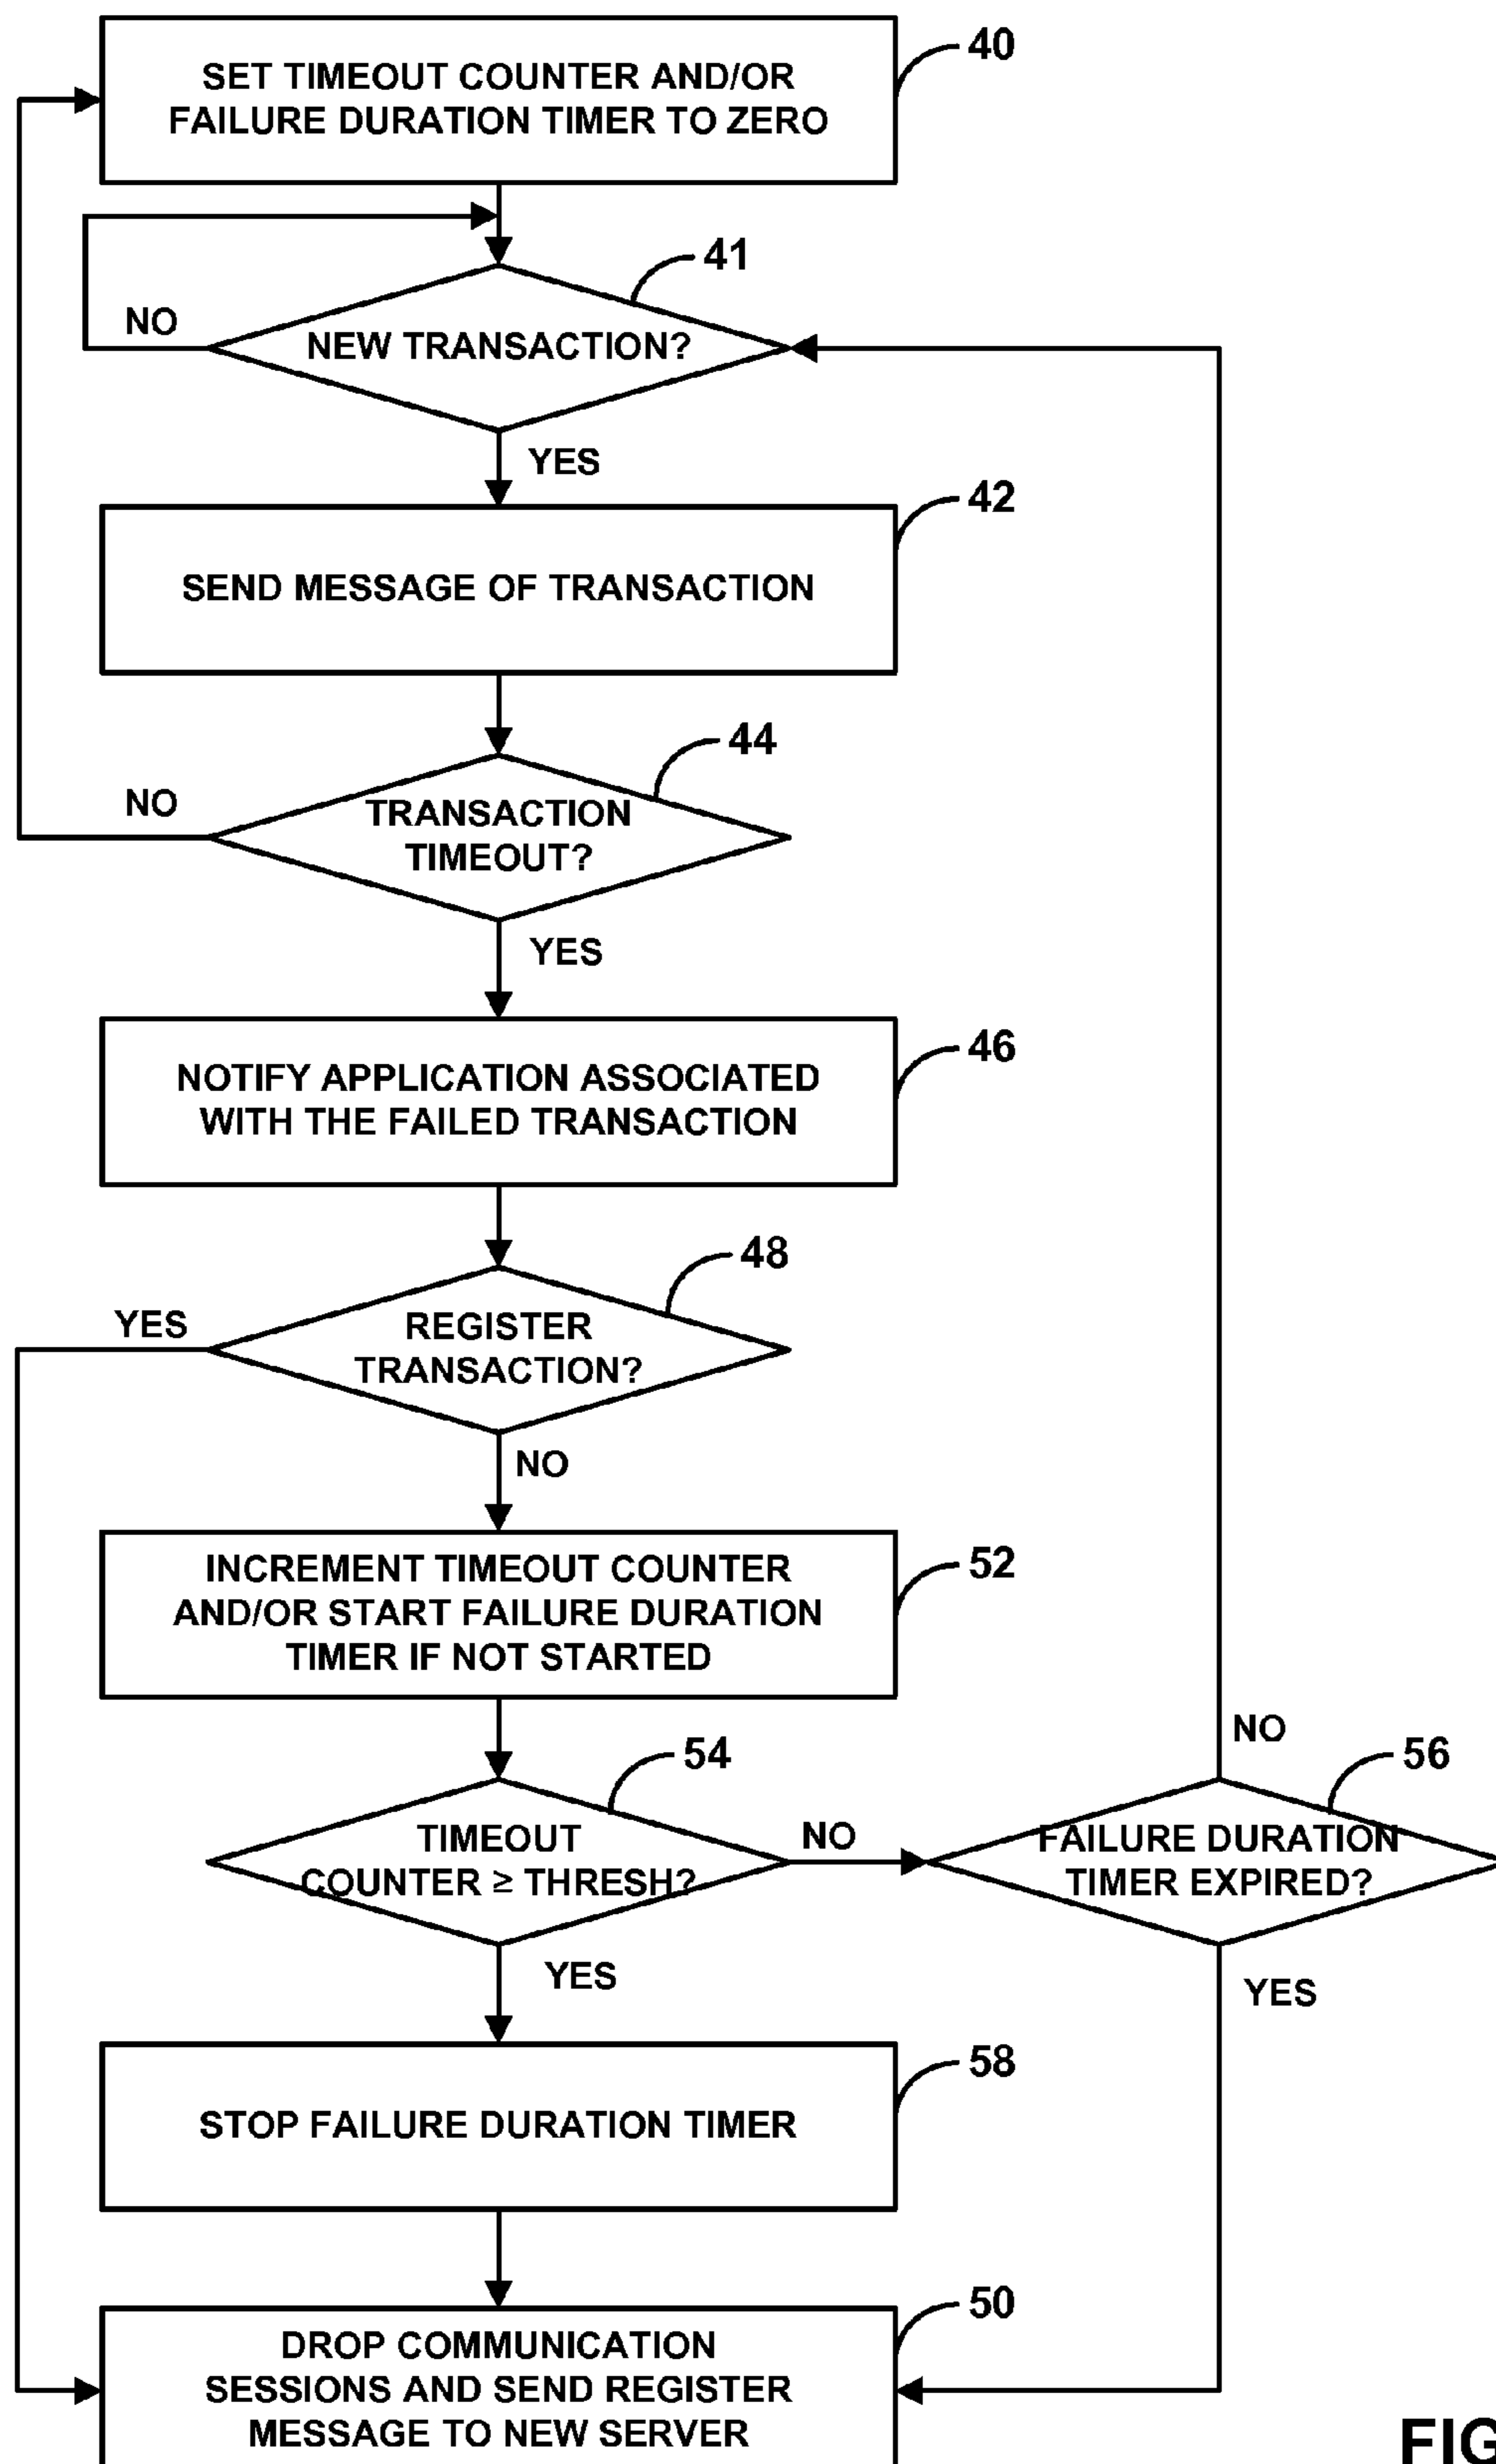 SET TIMEOUT COUNTER AND/OR
FAILURE DURATION TIMER TO ZERO
40
41
NO
NEW TRANSACTION?
YES
42
SEND MESSAGE OF TRANSACTION
44
NO
TRANSACTION
TIMEOUT?
YES
46
NOTIFY APPLICATION ASSOCIATED
WITH THE FAILED TRANSACTION
48
YES
REGISTER
TRANSACTION?
NO
INCREMENT TIMEOUT COUNTER
AND/OR START FAILURE DURATION
TIMER IF NOT STARTED
52
NO
54
56
TIMEOUT
COUNTER ≥ THRESH?
NO
FAILURE DURATION
TIMER EXPIRED?
YES
YES
58
STOP FAILURE DURATION TIMER
50
DROP COMMUNICATION
SESSIONS AND SEND REGISTER
MESSAGE TO NEW SERVER
FIG